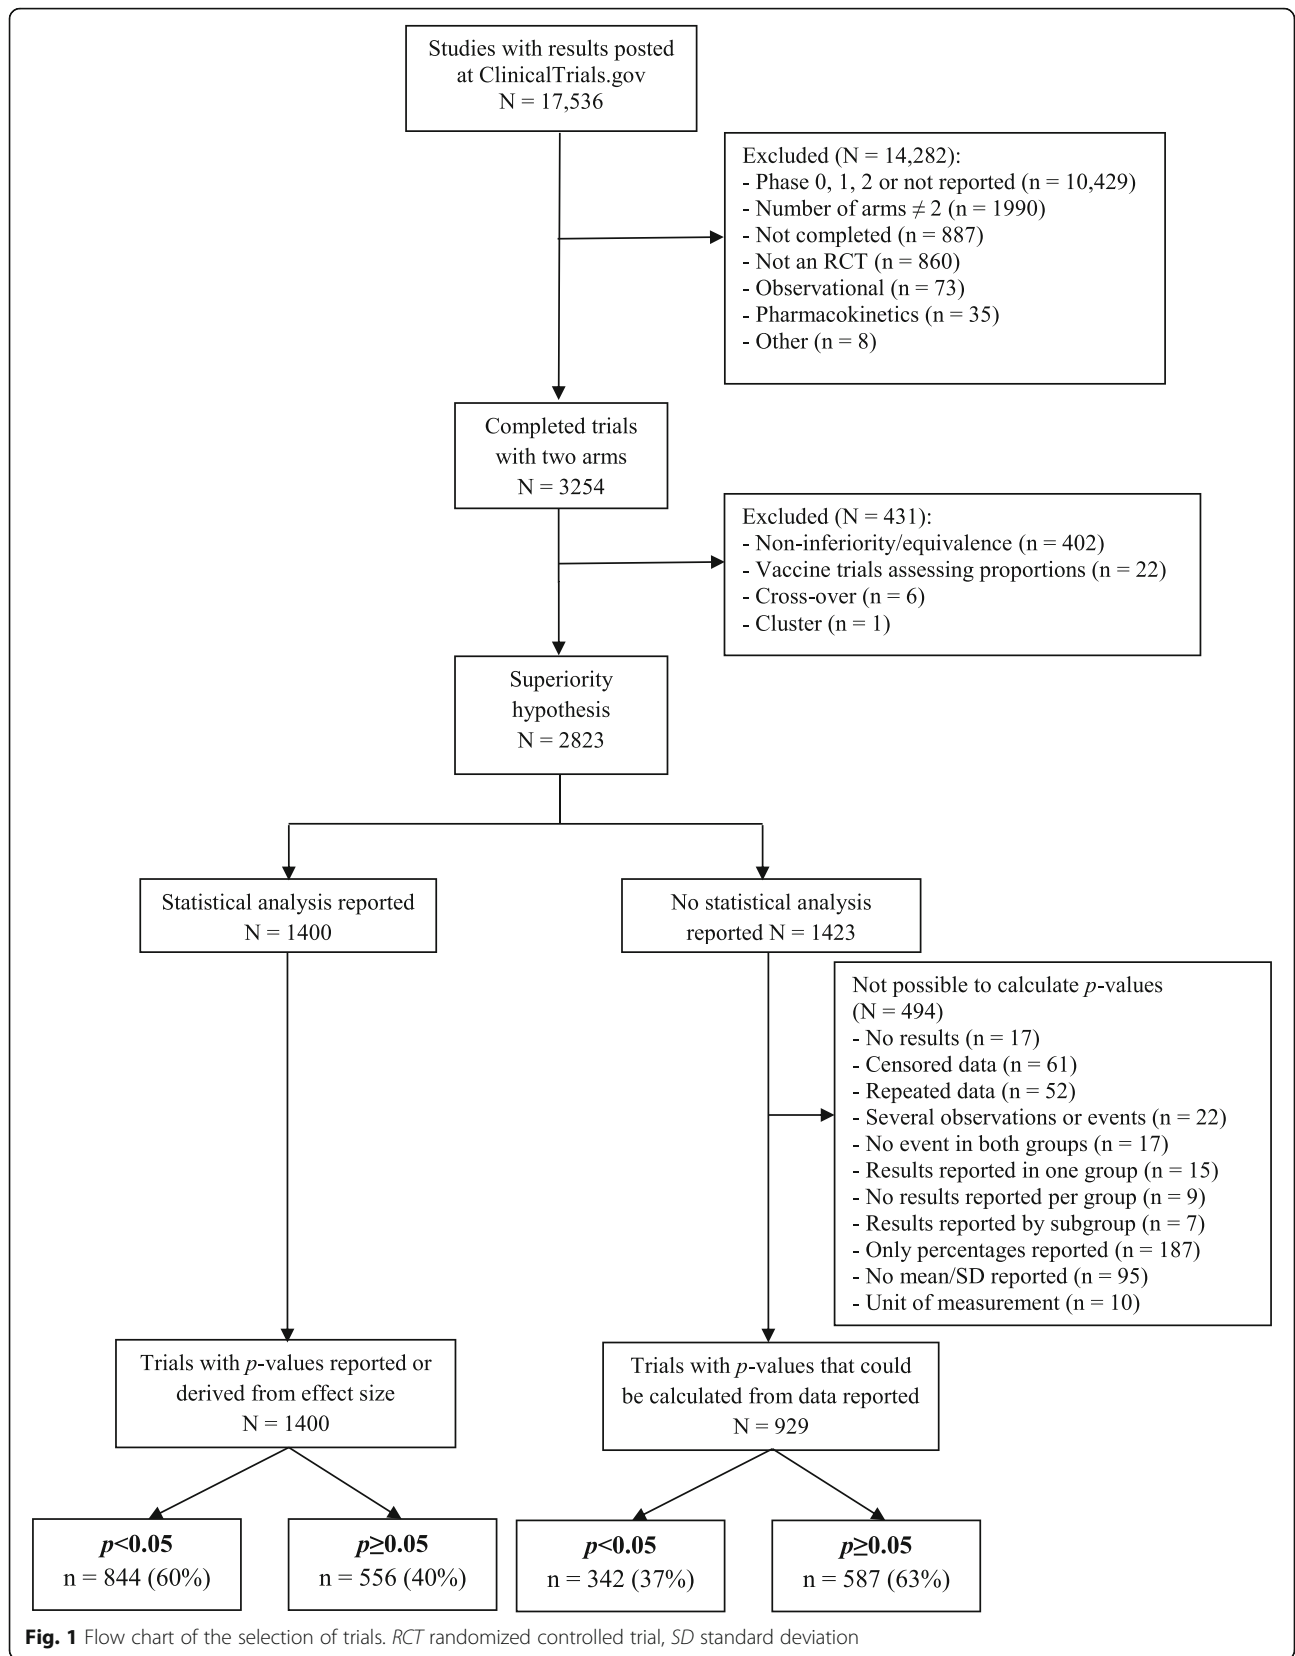 Studies with results posted
at ClinicalTrials.gov
N = 17,536
Excluded (N = 14,282):
- Phase 0, 1, 2 or not reported (n = 10,429)
- Number of arms ≠ 2 (n = 1990)
- Not completed (n = 887)
- Not an RCT (n = 860)
- Observational (n = 73)
- Pharmacokinetics (n = 35)
- Other (n = 8)
Completed trials
with two arms
N = 3254
Excluded (N = 431):
- Non-inferiority/equivalence (n = 402)
- Vaccine trials assessing proportions (n = 22)
- Cross-over (n = 6)
- Cluster (n = 1)
Superiority
hypothesis
N = 2823
Statistical analysis reported
N = 1400
No statistical analysis
reported N = 1423
Not possible to calculate p-values
(N = 494)
- No results (n = 17)
- Censored data (n = 61)
- Repeated data (n = 52)
- Several observations or events (n = 22)
- No event in both groups (n = 17)
- Results reported in one group (n = 15)
- No results reported per group (n = 9)
- Results reported by subgroup (n = 7)
- Only percentages reported (n = 187)
- No mean/SD reported (n = 95)
- Unit of measurement (n = 10)
Trials with p-values reported or
derived from effect size
N = 1400
Trials with p-values that could
be calculated from data reported
N = 929
p<0.05
n = 844 (60%)
p≥0.05
n = 556 (40%)
p<0.05
n = 342 (37%)
p≥0.05
n = 587 (63%)
Fig. 1 Flow chart of the selection of trials. RCT randomized controlled trial, SD standard deviation